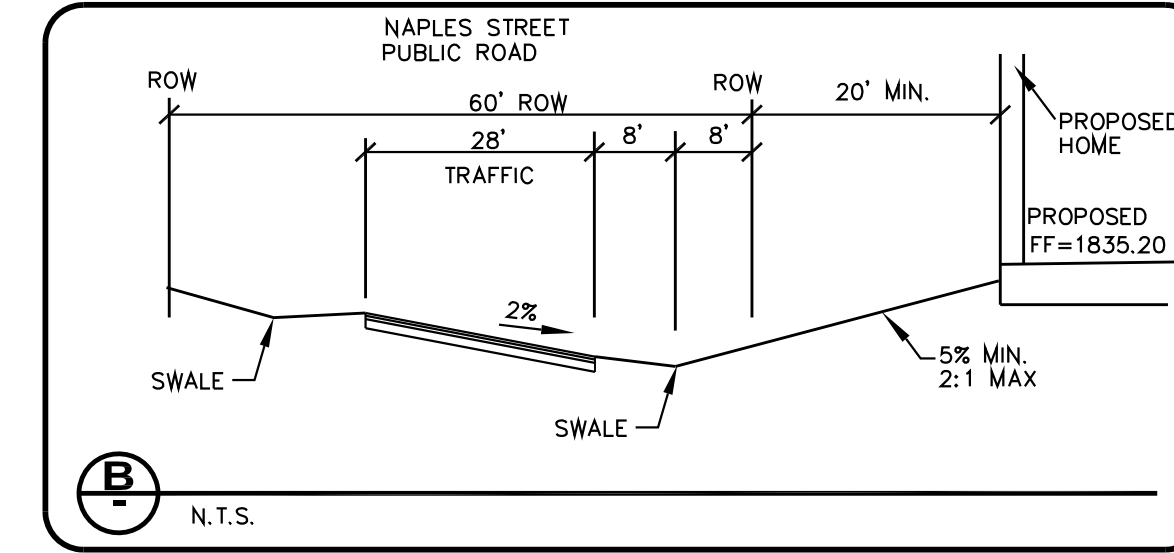 NAPLES STREET
PUBLIC ROAD
ROW
ROW
60' ROW
20' MIN.
28'
8'
8'
TRAFFIC
PROPOSED
HOME
PROPOSED
FF=1835.20
2%
SWALE
5% MIN.
2:1 MAX
SWALE
B
-
N.T.S.